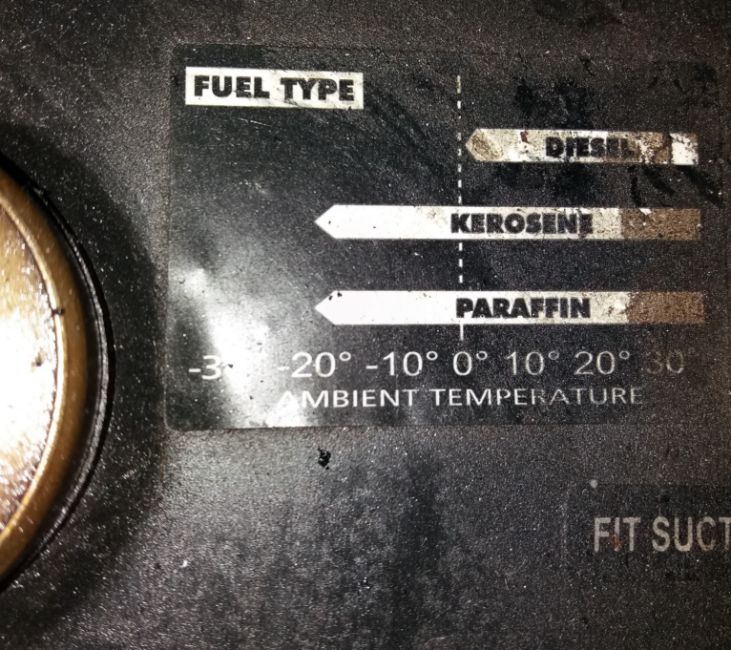 FUEL TYPE
DIESEL
KEROSENE
PARAFFIN
-20° -10° 0° 10° 20° 30°
AMBIENT TEMPERATURE
FIT SUCT